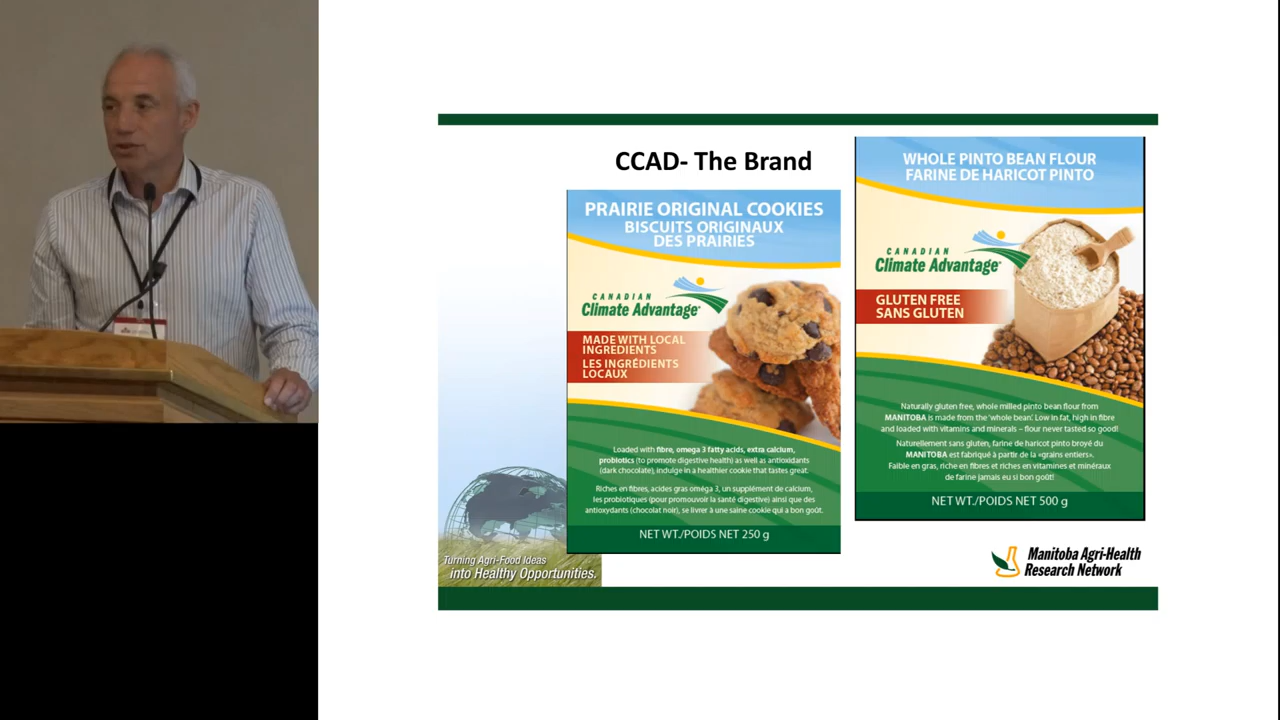 CCAD- The Brand
PRAIRIE ORIGINAL COOKIES
BISCUITS ORIGINAUX
DES PRAIRIES
CANADIAN
Climate Advantage
MADE WITH LOCAL
INGREDIENTS
LES INGRÉDIENTS
LOCAUX
Loaded with fibre, omega 3 fatty acids, extra calcium,
probiotics (to promote digestive health) as well as antioxidants
(dark chocolate), indulge in a healthier cookie that tastes great.
Riches en fibres, acides gras oméga 3, un supplément de calcium,
les probiotiques (pour promouvoir la santé digestive) ainsi que des
antioxydants (chocolat noir), se livrer à une saine cookie qui a bon goût.
NET WT./POIDS NET 250 g
WHOLE PINTO BEAN FLOUR
FARINE DE HARICOT PINTO
CANADIAN
Climate Advantage
GLUTEN FREE
SANS GLUTEN
Naturally gluten free, whole milled pinto bean flour from
MANITOBA is made from the 'whole bean'. Low in fat, high in fibre
and loaded with vitamins and minerals – flour never tasted so good!
Naturellement sans gluten, farine de haricot pinto broyé du
MANITOBA est fabriqué à partir de la «grains entiers».
Faible en gras, riche en fibres et riches en vitamines et minéraux
de farine jamais eu si bon goût!
NET WT./POIDS NET 500 g
Turning Agri-Food Ideas
into Healthy Opportunities.
Manitoba Agri-Health
Research Network